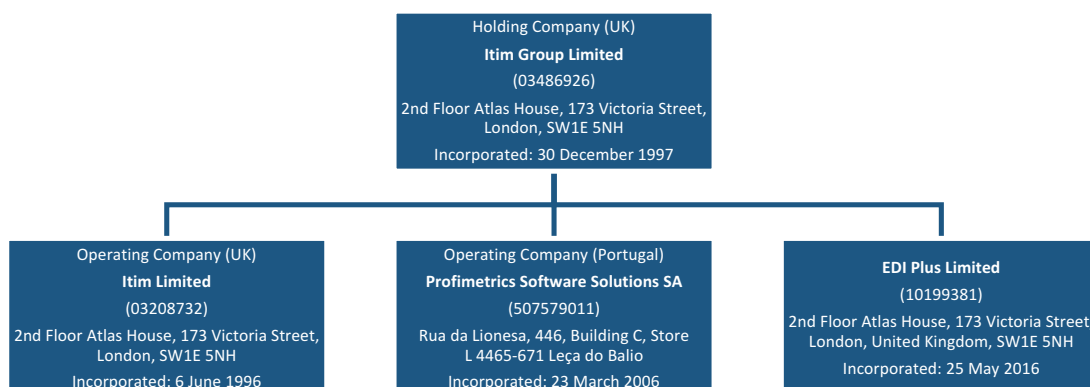 Holding Company (UK)
Itim Group Limited
(03486926)
2nd Floor Atlas House, 173 Victoria Street,
London, SW1E 5NH
Incorporated: 30 December 1997
Operating Company (UK)
Itim Limited
(03208732)
2nd Floor Atlas House, 173 Victoria Street,
London, SW1E 5NH
Incorporated: 6 June 1996
Operating Company (Portugal)
Profimetrics Software Solutions SA
(507579011)
Rua da Lionesa, 446, Building C, Store
L 4465-671 Leça do Balio
Incorporated: 23 March 2006
EDI Plus Limited
(10199381)
2nd Floor Atlas House, 173 Victoria Street
London, United Kingdom, SW1E 5NH
Incorporated: 25 May 2016